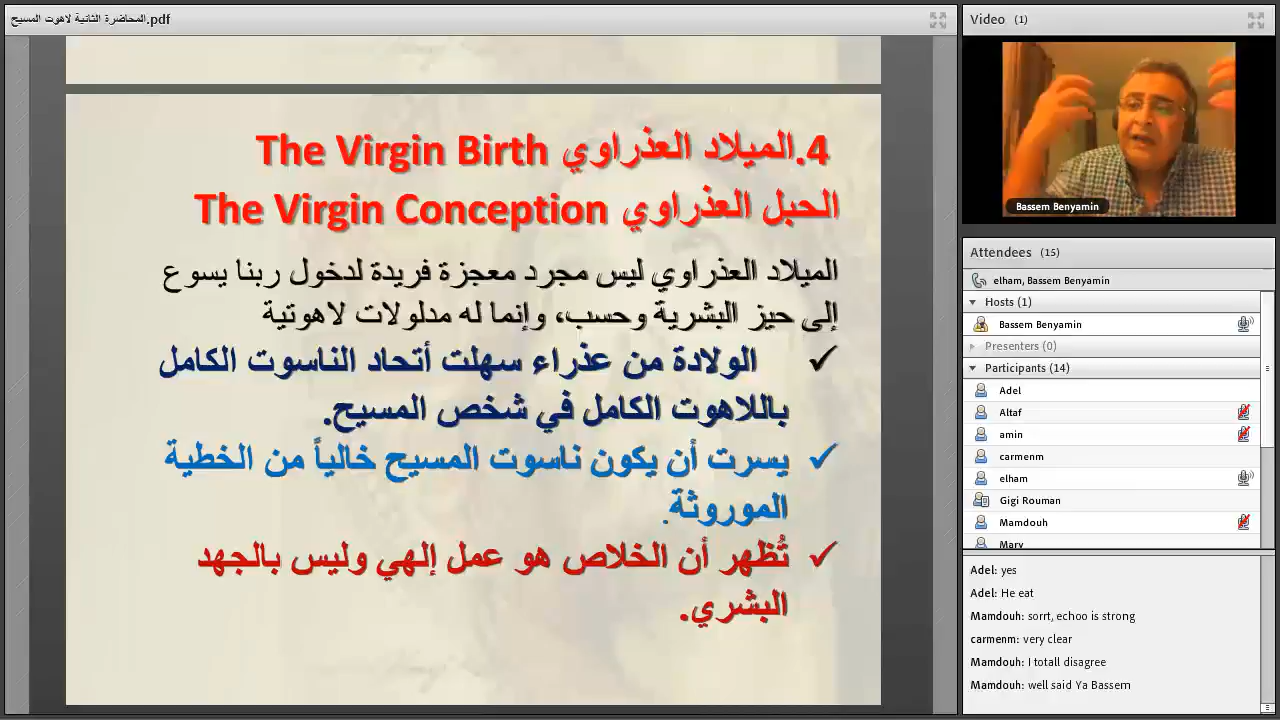 المحاضرة الثانية لاهوت المسيح.pdf
4.الميلاد العذراوي The Virgin Birth
الحبل العذراوي The Virgin Conception
الميلاد العذراوي ليس مجرد معجزة فريدة لدخول ربنا يسوع
إلى حيز البشرية وحسب، وإنما له مدلولات لاهوتية
✓ الولادة من عذراء سهلت أتحاد الناسوت الكامل
باللاهوت الكامل في شخص المسيح.
✓ يسرت أن يكون ناسوت المسيح خالياً من الخطية
الموروثة.
✓ تُظهر أن الخلاص هو عمل إلهي وليس بالجهد
البشري.
Video (1)
Bassem Benyamin
Attendees (15)
elham, Bassem Benyamin
Hosts (1)
Bassem Benyamin
Presenters (0)
Participants (14)
Adel
Altaf
amin
carmenm
elham
Gigi Rouman
Mamdouh
Mary
Adel: yes
Adel: He eat
Mamdouh: sorrt, echoo is strong
carmenm: very clear
Mamdouh: I totall disagree
Mamdouh: well said Ya Bassem